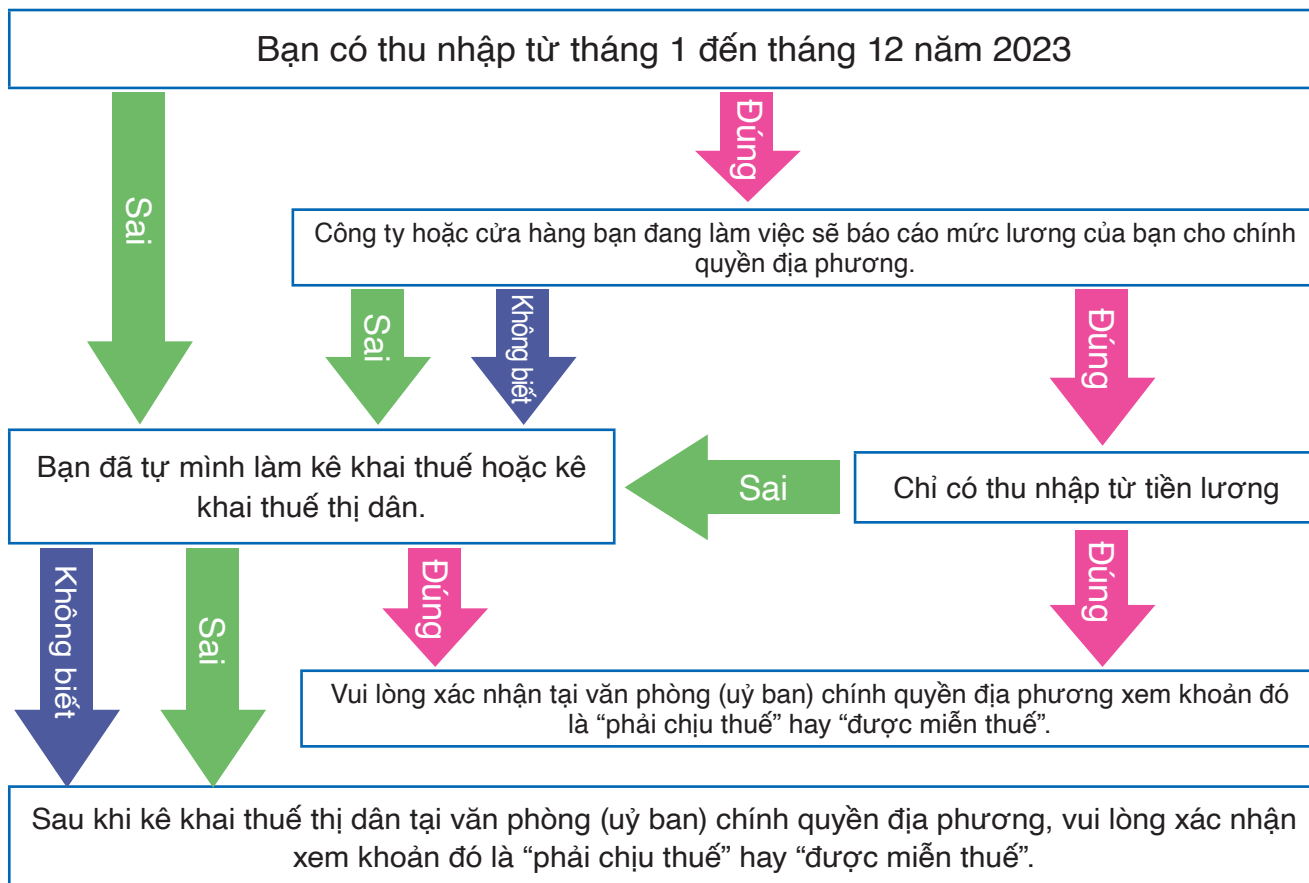 Bạn có thu nhập từ tháng 1 đến tháng 12 năm 2023
Sai
Đúng
Công ty hoặc cửa hàng bạn đang làm việc sẽ báo cáo mức lương của bạn cho chính
quyền địa phương.
Sai
Không biết
Đúng
Bạn đã tự mình làm kê khai thuế hoặc kê
khai thuế thị dân.
Sai
Chỉ có thu nhập từ tiền lương
Không biết
Sai
Đúng
Đúng
Vui lòng xác nhận tại văn phòng (uỷ ban) chính quyền địa phương xem khoản đó
là “phải chịu thuế” hay “được miễn thuế”.
Sau khi kê khai thuế thị dân tại văn phòng (uỷ ban) chính quyền địa phương, vui lòng xác nhận
xem khoản đó là “phải chịu thuế” hay “được miễn thuế”.